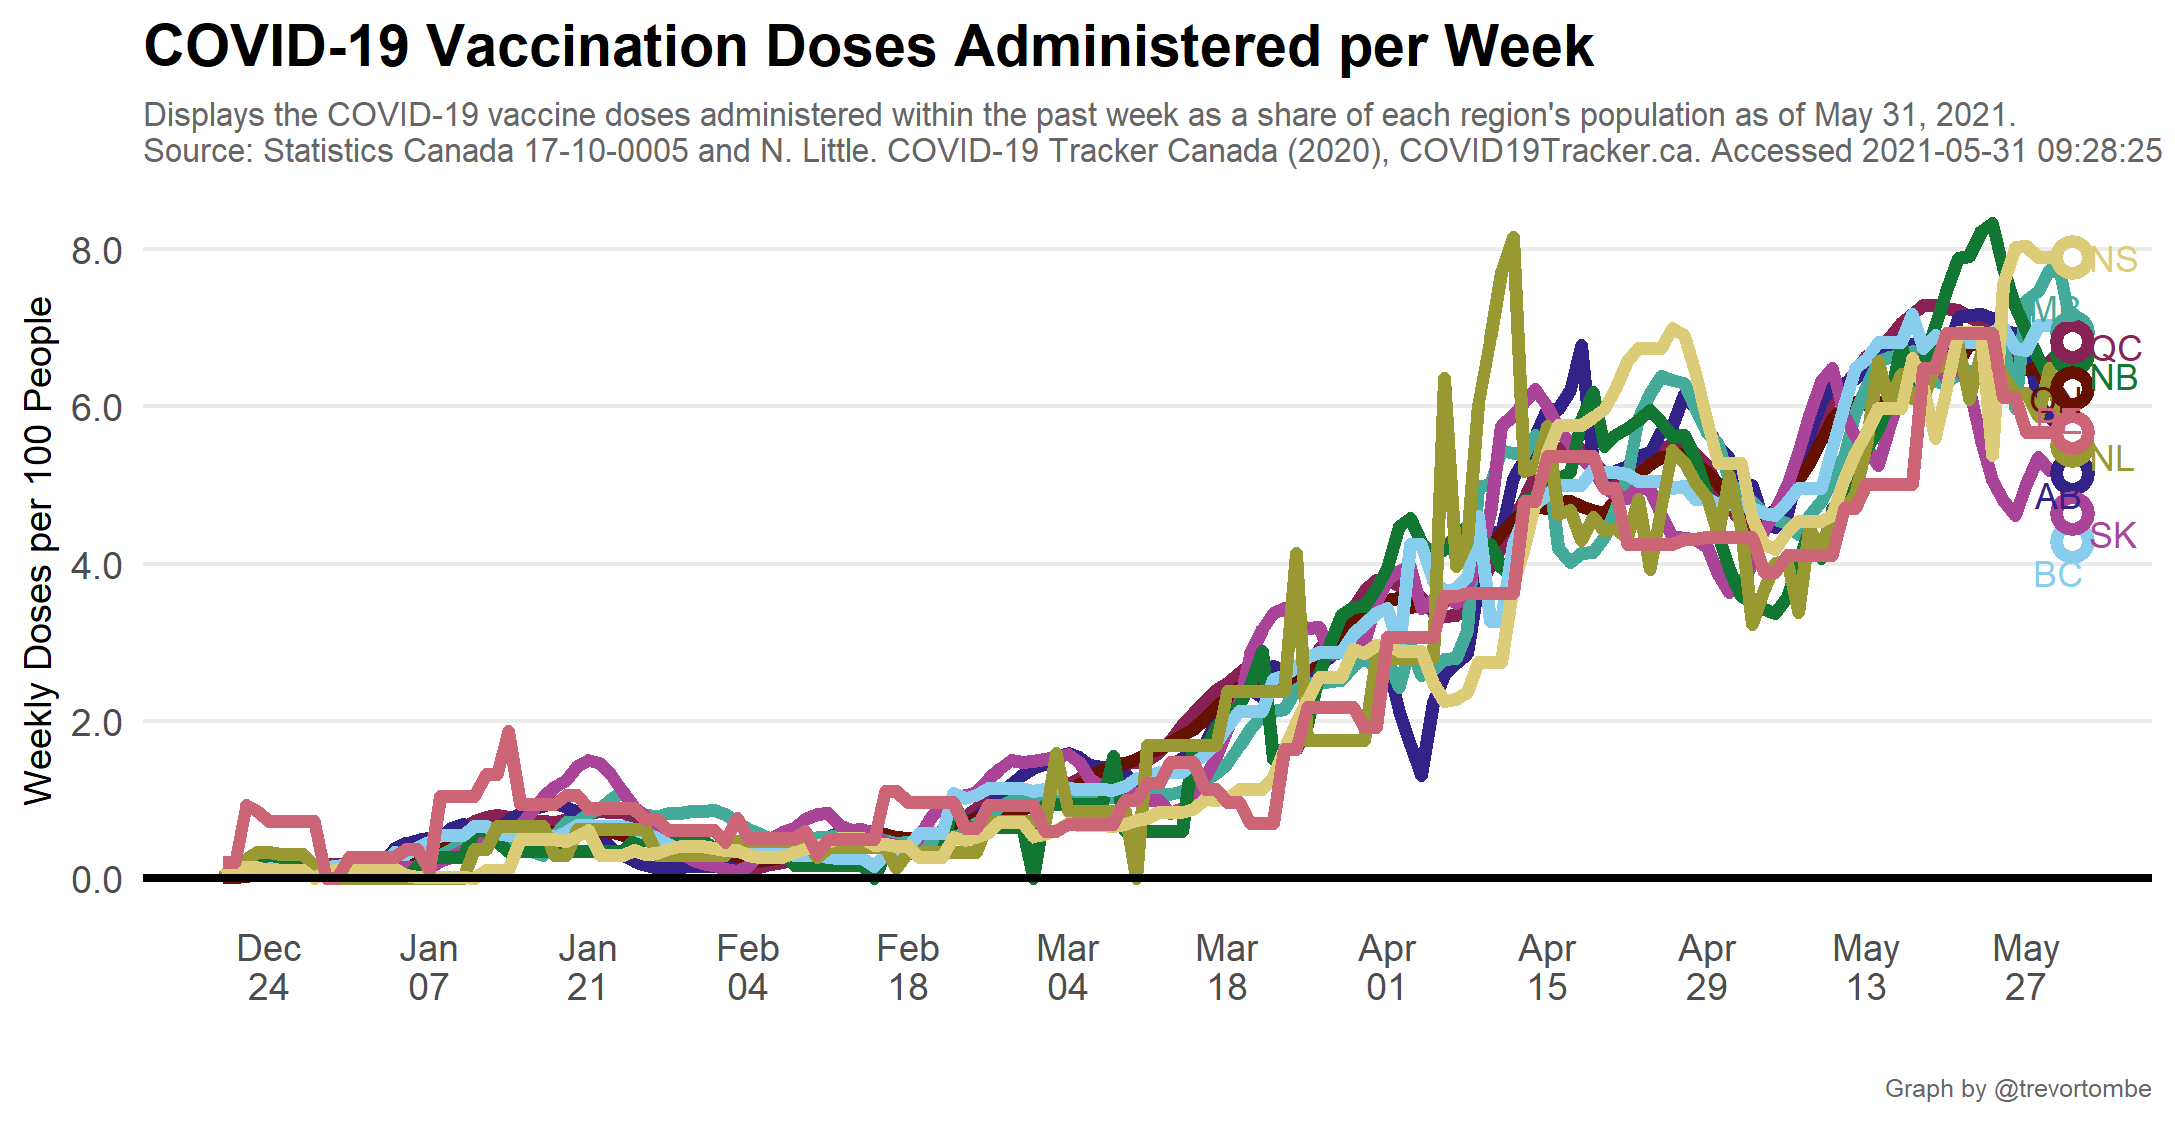 COVID-19 Vaccination Doses Administered per Week
Displays the COVID-19 vaccine doses administered within the past week as a share of each region's population as of May 31, 2021.
Source: Statistics Canada 17-10-0005 and N. Little. COVID-19 Tracker Canada (2020), COVID19Tracker.ca. Accessed 2021-05-31 09:28:25
Weekly Doses per 100 People
8.0
6.0
4.0
2.0
0.0
NS
QC
NB
NL
AB
SK
BC
Dec 24
Jan 07
Jan 21
Feb 04
Feb 18
Mar 04
Mar 18
Apr 01
Apr 15
Apr 29
May 13
May 27
Graph by @trevortombe